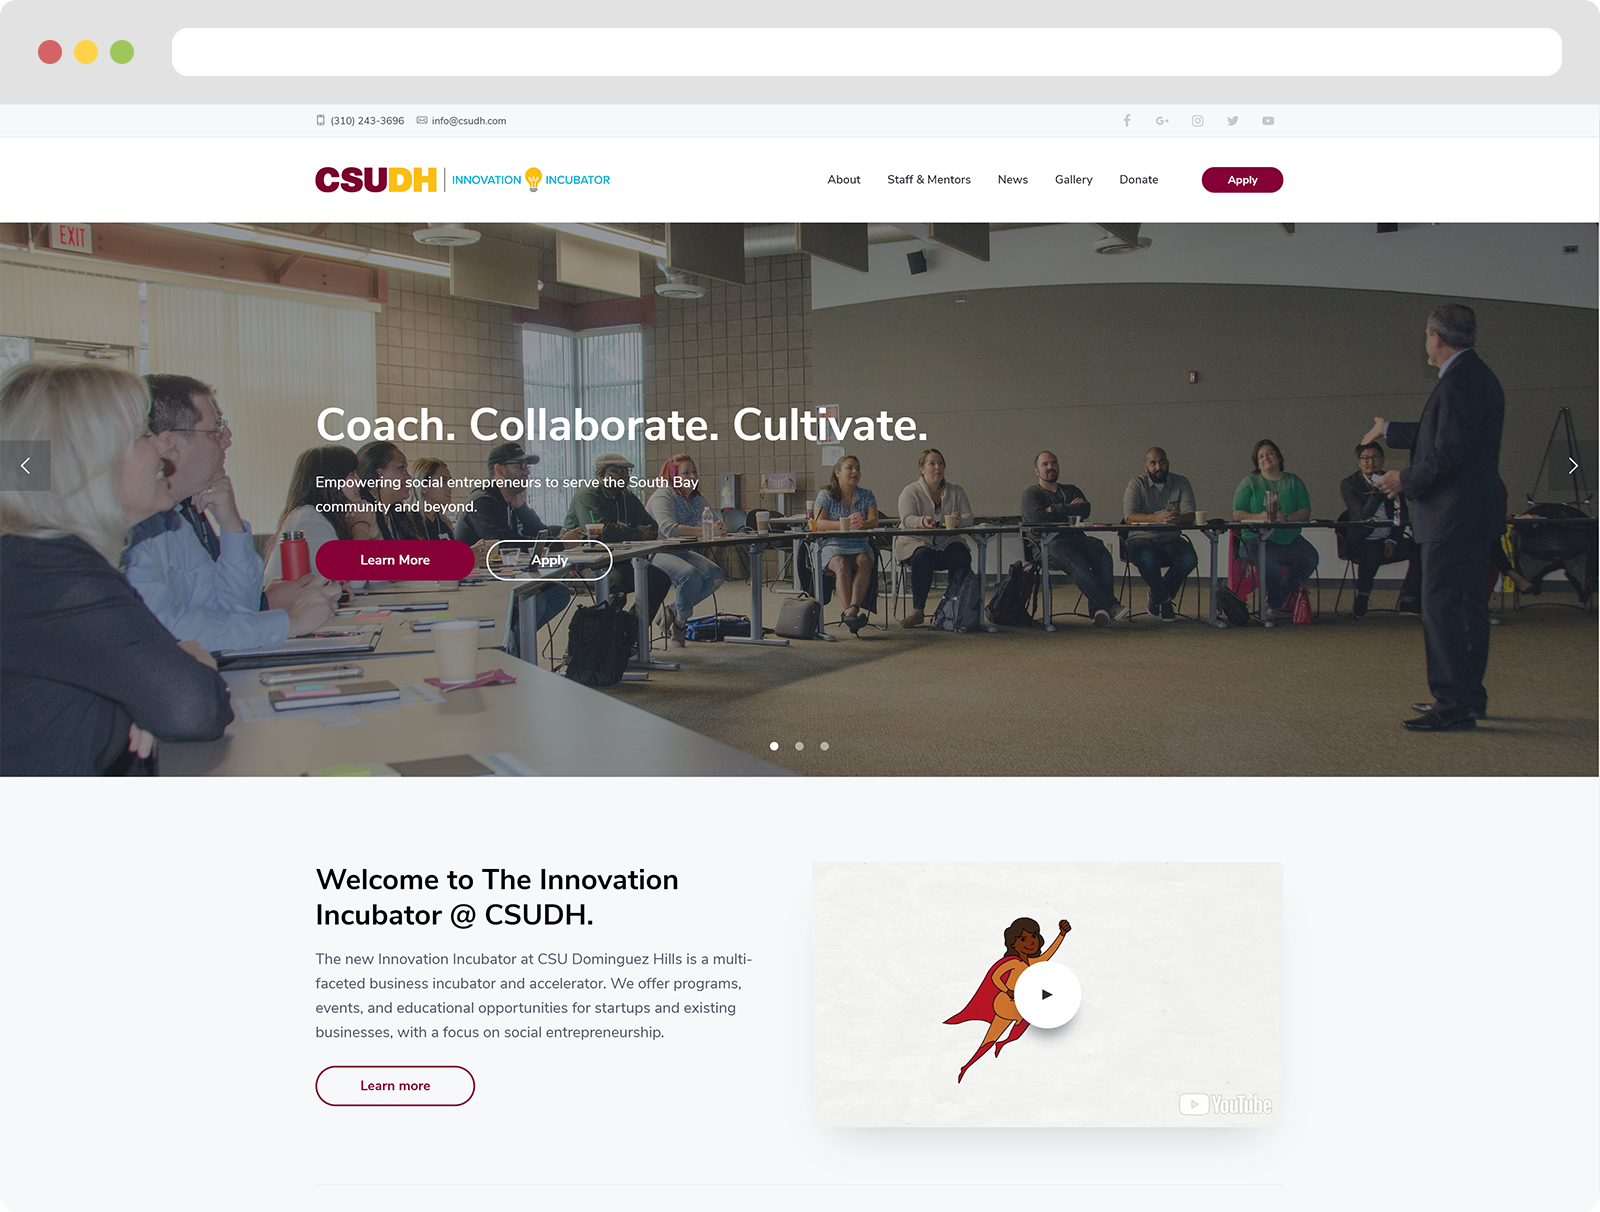 (310) 243-3696 info@csudh.com
CSUDH INNOVATION INCUBATOR
About Staff & Mentors News Gallery Donate Apply
EXIT
Coach. Collaborate. Cultivate.
Empowering social entrepreneurs to serve the South Bay
community and beyond.
Learn More Apply
Welcome to The Innovation
Incubator @ CSUDH.
The new Innovation Incubator at CSU Dominguez Hills is a multi-
faceted business incubator and accelerator. We offer programs,
events, and educational opportunities for startups and existing
businesses, with a focus on social entrepreneurship.
Learn more
YouTube